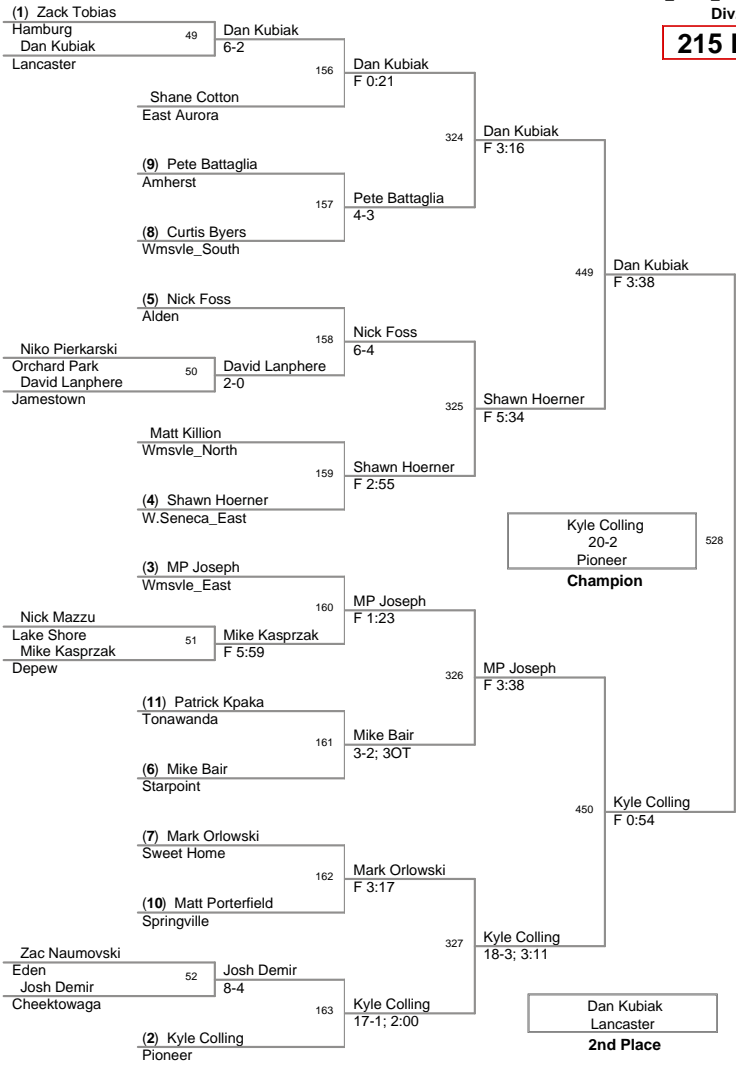 Div
215
(1) Zack Tobias
Hamburg
Dan Kubiak
Lancaster
49
Dan Kubiak
6-2
156
Shane Cotton
East Aurora
Dan Kubiak
F 0:21
324
(9) Pete Battaglia
Amherst
157
(8) Curtis Byers
Wmsvle_South
Pete Battaglia
4-3
Dan Kubiak
F 3:16
449
(5) Nick Foss
Alden
158
Niko Pierkarski
Orchard Park
David Lanphere
Jamestown
50
David Lanphere
2-0
Nick Foss
6-4
325
Matt Killion
Wmsvle_North
159
(4) Shawn Hoerner
W.Seneca_East
Shawn Hoerner
F 2:55
Shawn Hoerner
F 5:34
Dan Kubiak
F 3:38
Kyle Colling
20-2
Pioneer
Champion
528
(3) MP Joseph
Wmsvle_East
160
Nick Mazzu
Lake Shore
Mike Kasprzak
Depew
51
Mike Kasprzak
F 5:59
MP Joseph
F 1:23
326
(11) Patrick Kpaka
Tonawanda
161
(6) Mike Bair
Starpoint
Mike Bair
3-2; 3OT
MP Joseph
F 3:38
450
Kyle Colling
F 0:54
(7) Mark Orlowski
Sweet Home
162
(10) Matt Porterfield
Springville
Mark Orlowski
F 3:17
327
Kyle Colling
18-3; 3:11
Zac Naumovski
Eden
Josh Demir
Cheektowaga
52
Josh Demir
8-4
163
(2) Kyle Colling
Pioneer
Kyle Colling
17-1; 2:00
Dan Kubiak
Lancaster
2nd Place